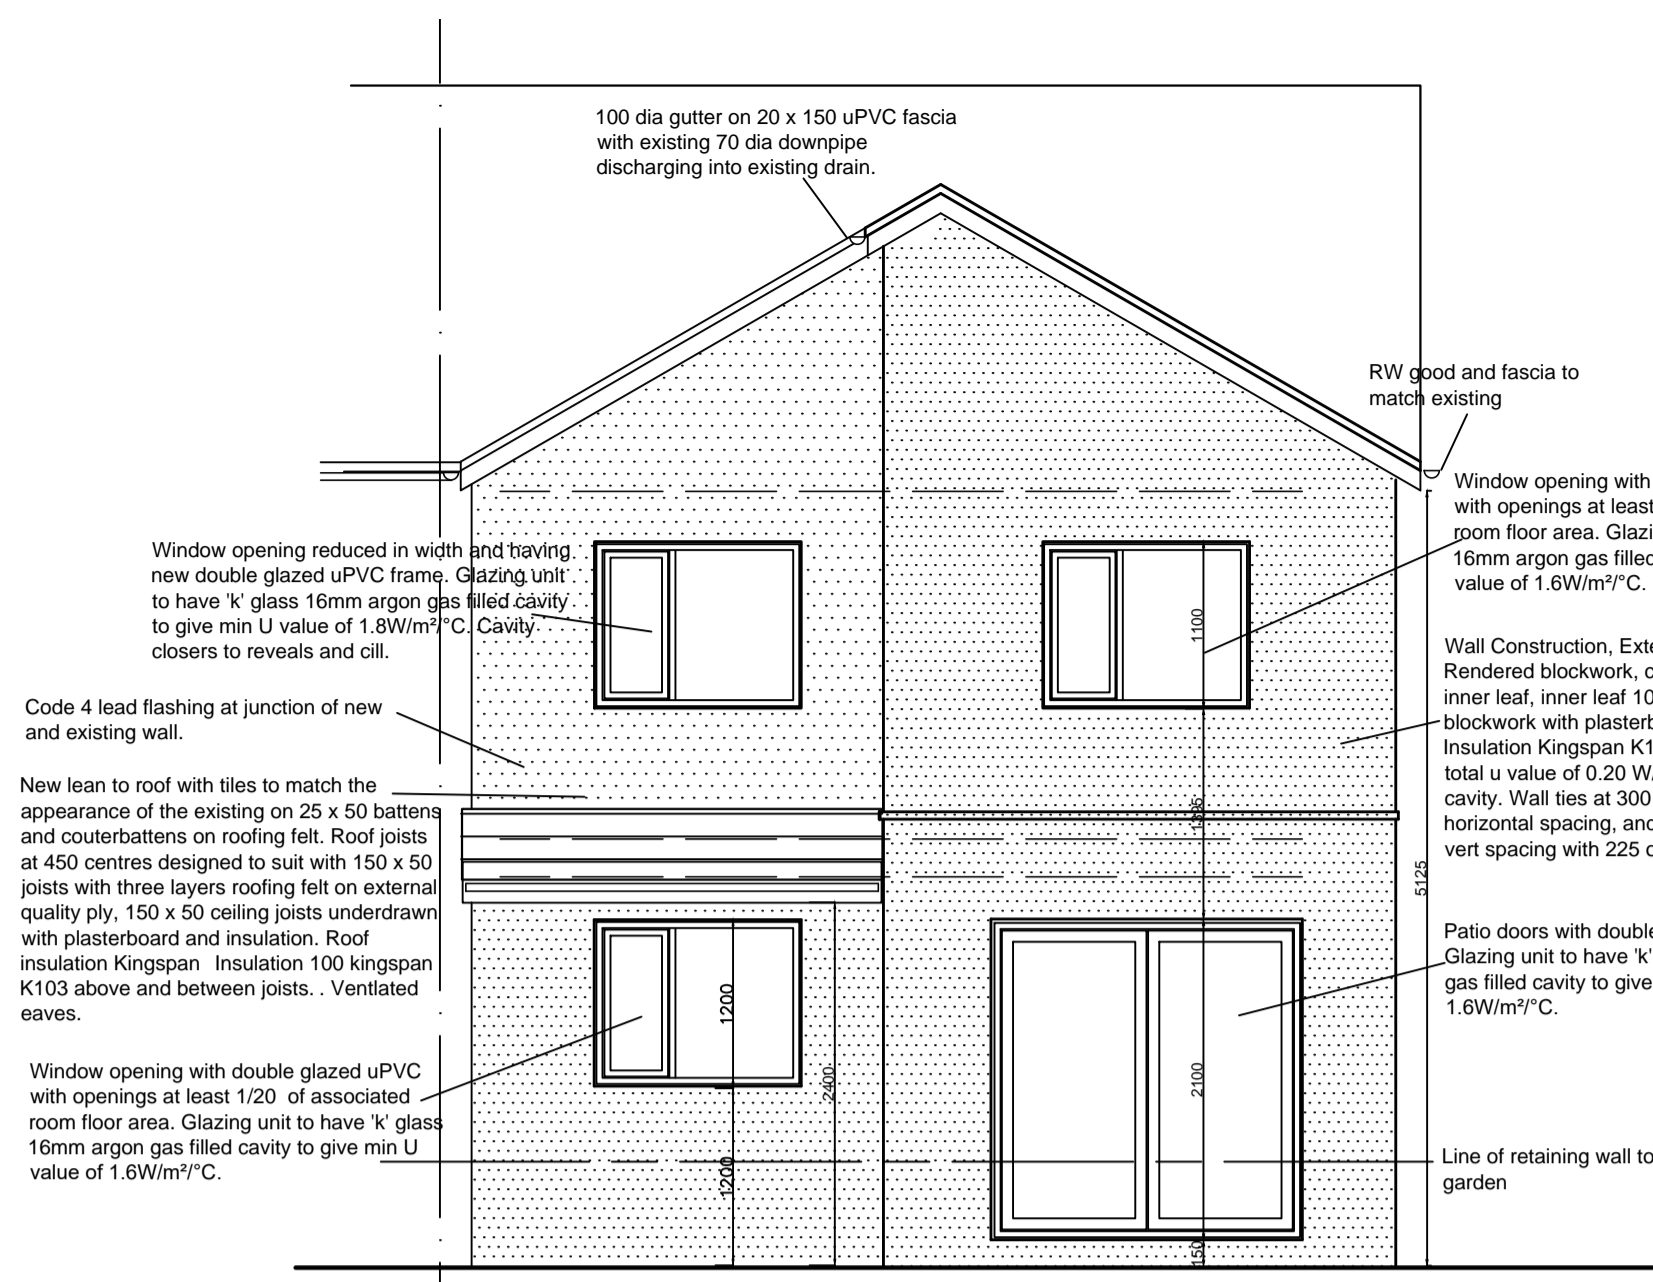 100 dia gutter on 20 x 150 uPVC fascia
with existing 70 dia downpipe
discharging into existing drain.
RW good and fascia to
match existing
Window opening with
with openings at least
room floor area. Glazi
16mm argon gas filled
value of 1.6W/m²/°C.
Window opening reduced in width and having
new double glazed uPVC frame. Glazing unit
to have 'k' glass 16mm argon gas filled cavity
to give min U value of 1.8W/m²/°C. Cavity
closers to reveals and cill.
1100
Wall Construction, Exte
Rendered blockwork, c
inner leaf, inner leaf 10
blockwork with plasterb
Insulation Kingspan K1
total u value of 0.20 W/
cavity. Wall ties at 300
horizontal spacing, and
vert spacing with 225 c
Code 4 lead flashing at junction of new
and existing wall.
New lean to roof with tiles to match the
appearance of the existing on 25 x 50 battens
and couterbattens on roofing felt. Roof joists
at 450 centres designed to suit with 150 x 50
joists with three layers roofing felt on external
quality ply, 150 x 50 ceiling joists underdrawn
with plasterboard and insulation. Roof
insulation Kingspan Insulation 100 kingspan
K103 above and between joists. . Ventlated
eaves.
1395
5125
Patio doors with double
Glazing unit to have 'k'
gas filled cavity to give
1.6W/m²/°C.
1200
2400
2100
Window opening with double glazed uPVC
with openings at least 1/20 of associated
room floor area. Glazing unit to have 'k' glass
16mm argon gas filled cavity to give min U
value of 1.6W/m²/°C.
1200
Line of retaining wall to
garden
150